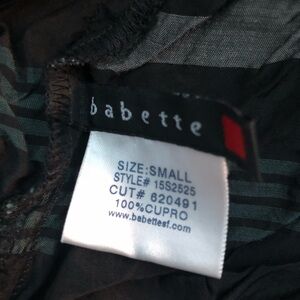 babette
SIZE:SMALL
STYLE# 15S2525
CUT# 620491
100%CUPRO
www.babettesf.com